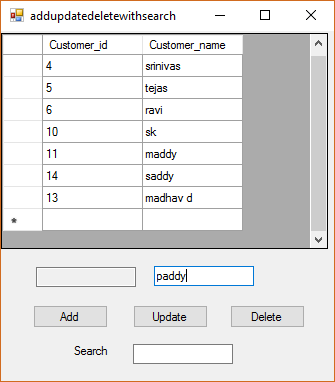 addupdatedeletewithsearch
Customer_id Customer_name
4 srinivas
5 tejas
6 ravi
10 sk
11 maddy
14 saddy
13 madhav d
*
paddy
Add Update Delete
Search